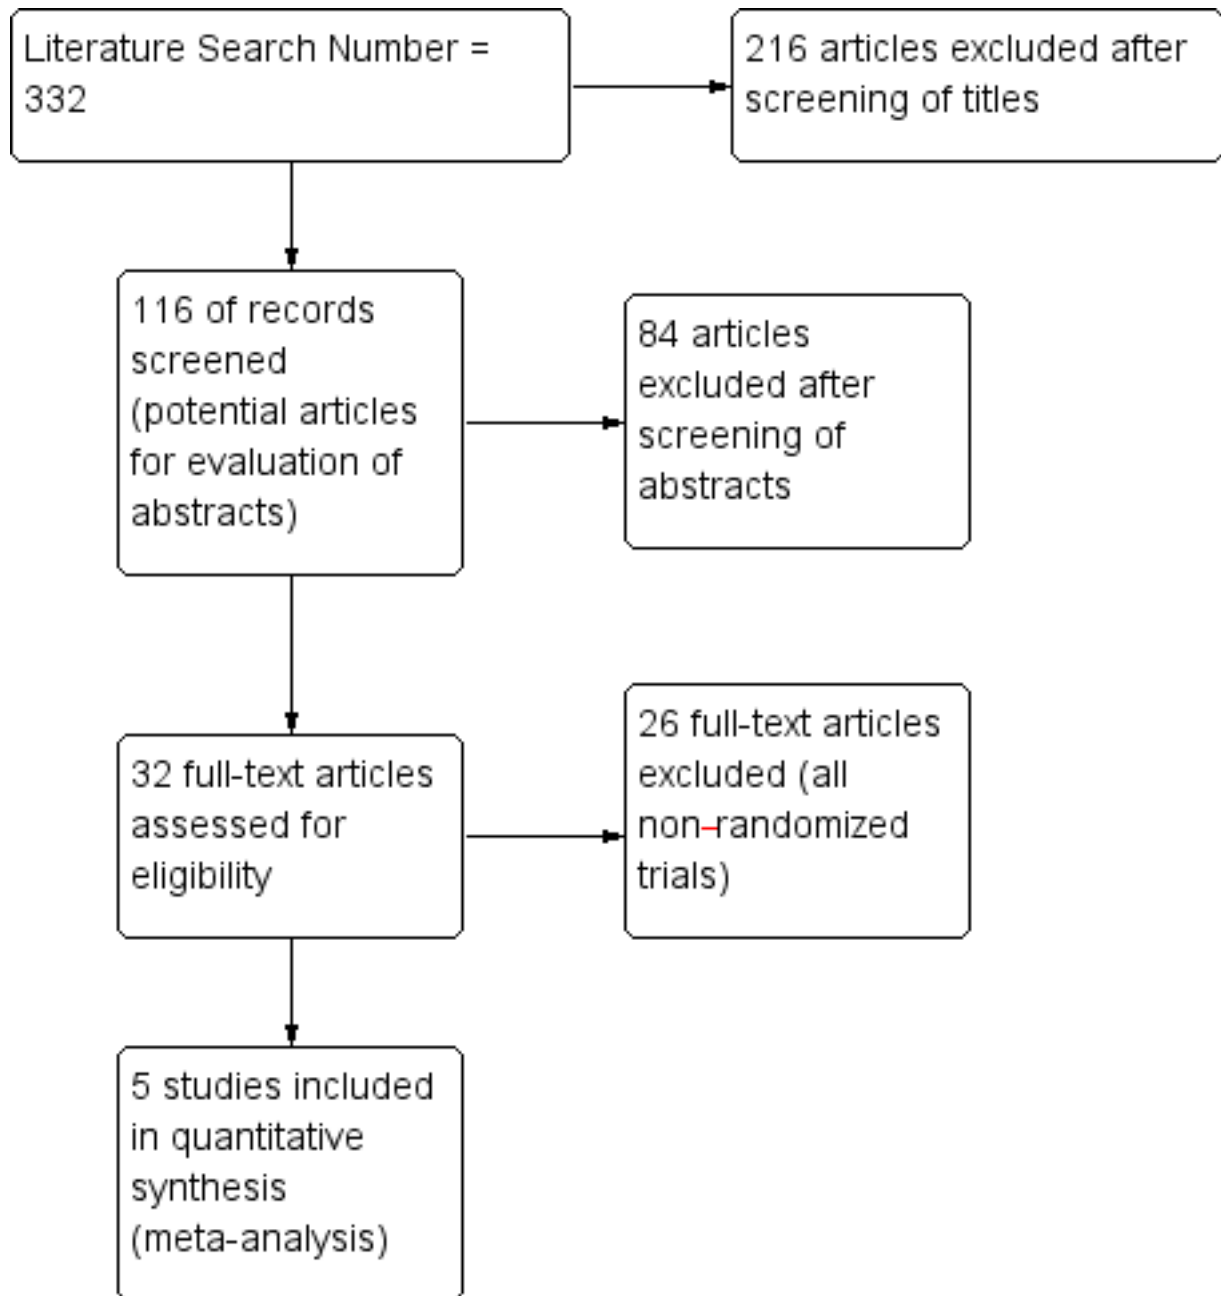 Literature Search Number =
332
216 articles excluded after
screening of titles
116 of records
screened
(potential articles
for evaluation of
abstracts)
84 articles
excluded after
screening of
abstracts
32 full-text articles
assessed for
eligibility
26 full-text articles
excluded (all
non-randomized
trials)
5 studies included
in quantitative
synthesis
(meta-analysis)